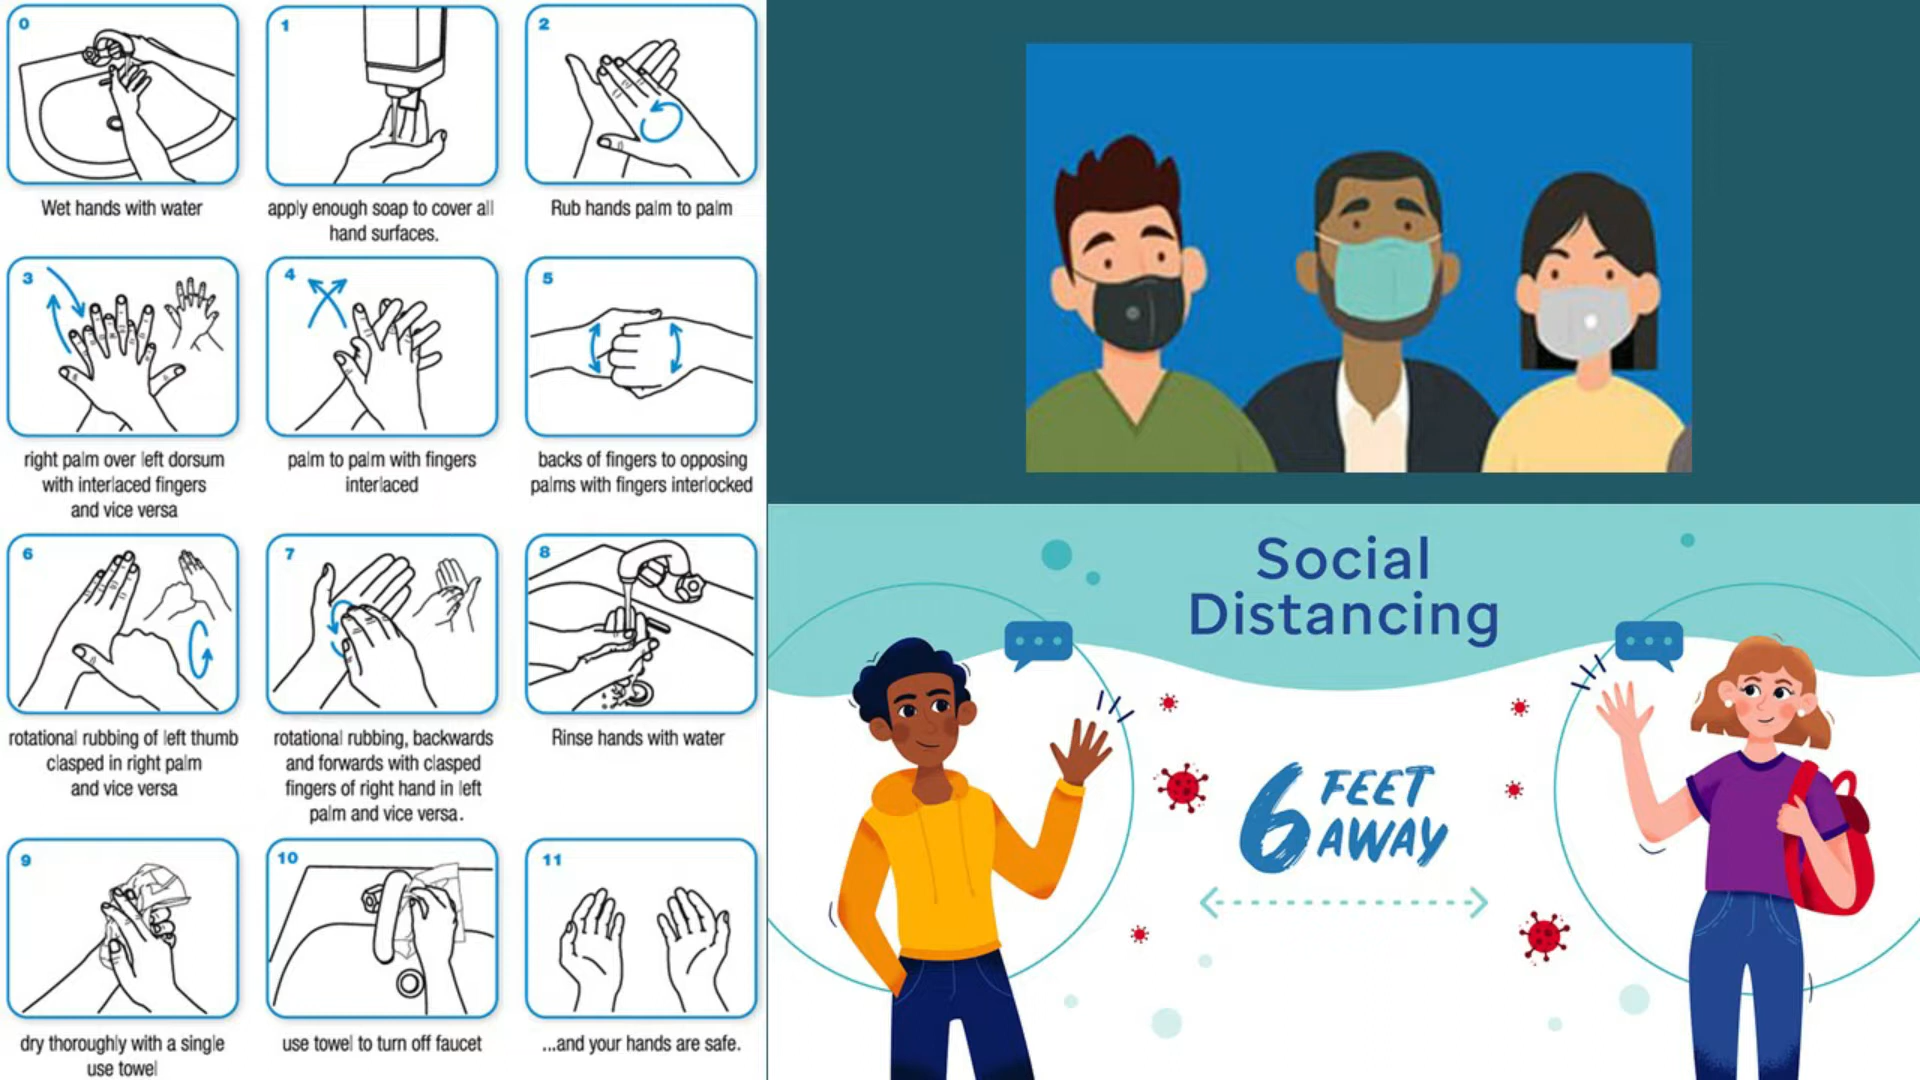 0
Wet hands with water
1
apply enough soap to cover all
hand surfaces.
2
Rub hands palm to palm
3
right palm over left dorsum
with interlaced fingers
and vice versa
4
palm to palm with fingers
interlaced
5
backs of fingers to opposing
palms with fingers interlocked
6
rotational rubbing of left thumb
clasped in right palm
and vice versa
7
rotational rubbing, backwards
and forwards with clasped
fingers of right hand in left
palm and vice versa.
8
Rinse hands with water
9
dry thoroughly with a single
use towel
10
use towel to turn off faucet
11
...and your hands are safe.
Social
Distancing
6 FEET
AWAY